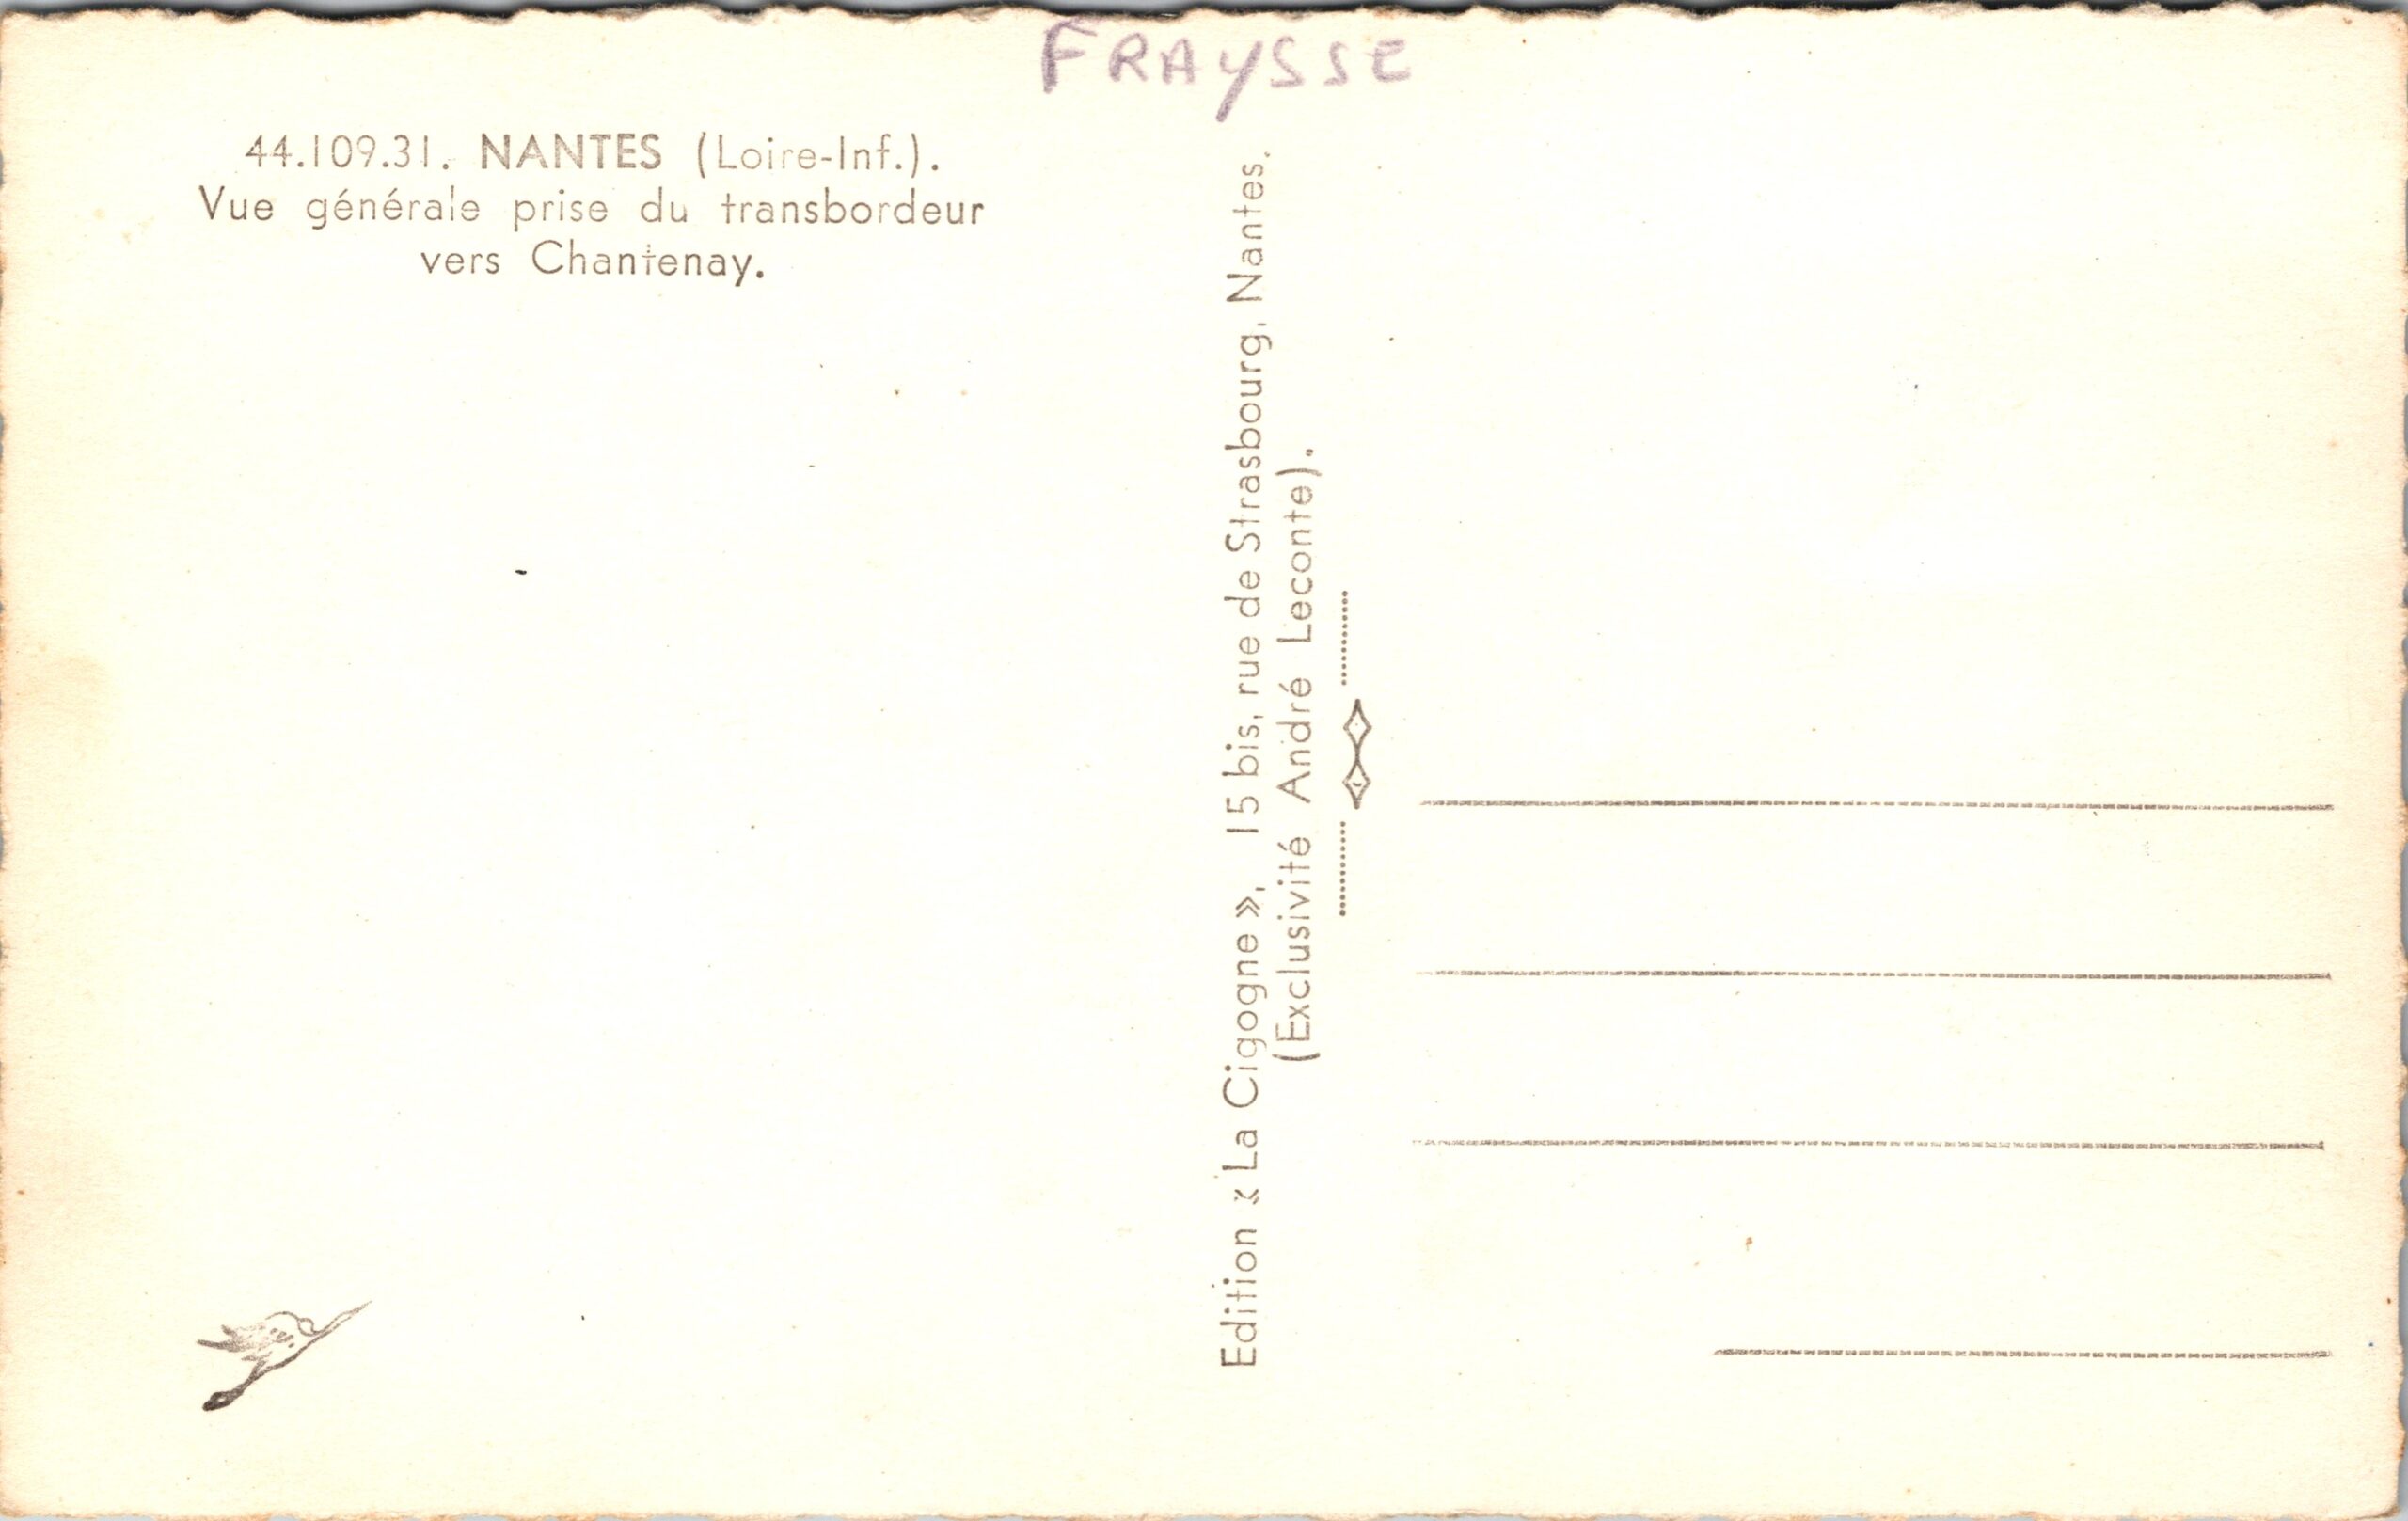 FRAYSSE
44.109.31. NANTES (Loire-Inf.).
Vue générale prise du transbordeur
vers Chantenay.
Edition « La Cigogne », 15 bis, rue de Strasbourg, Nantes.
(Exclusivité André Leconte).